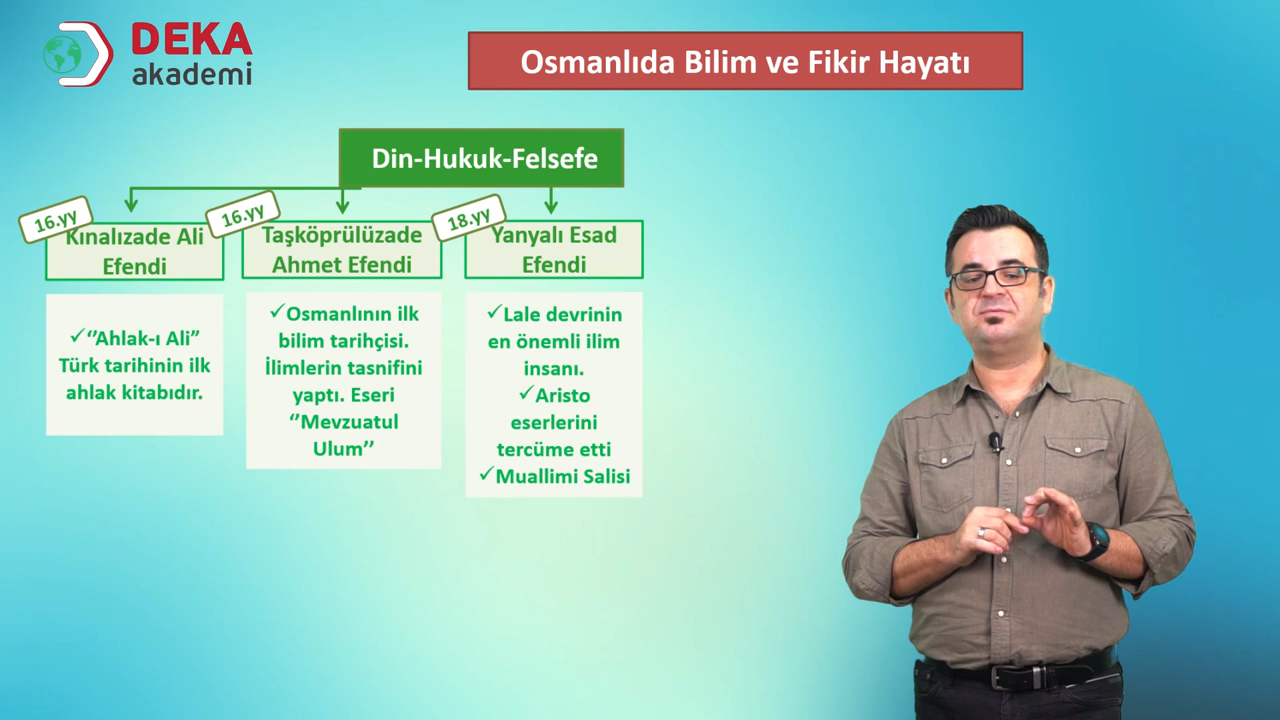 DEKA
akademi
Osmanlıda Bilim ve Fikir Hayatı
Din-Hukuk-Felsefe
16.yy
Kınalızade Ali
Efendi
✓“Ahlak-ı Ali”
Türk tarihinin ilk
ahlak kitabıdır.
16.yy
Taşköprülüzade
Ahmet Efendi
✓Osmanlının ilk
bilim tarihçisi.
İlimlerin tasnifini
yaptı. Eseri
“Mevzuatul
Ulum”
18.yy
Yanyalı Esad
Efendi
✓Lale devrinin
en önemli ilim
insanı.
✓Aristo
eserlerini
tercüme etti
✓Muallimi Salisi